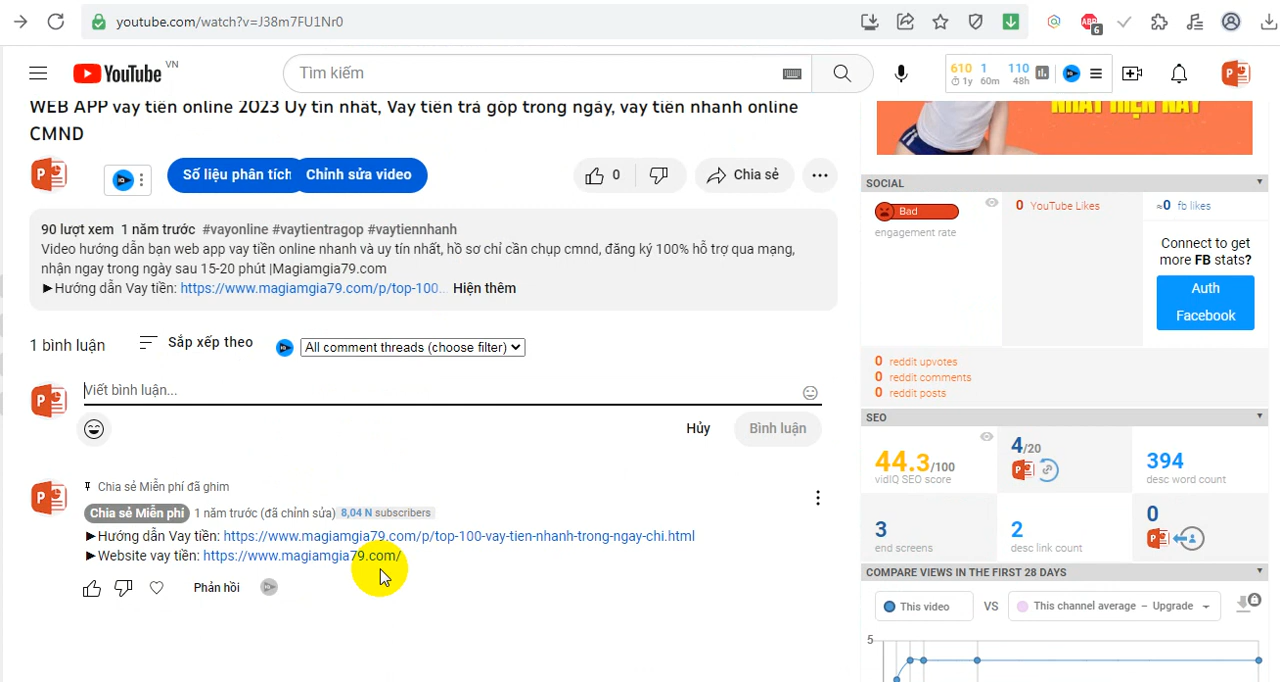 youtube.com/watch?v=J38m7FU1Nr0
ABP
6
YouTube VN
Tìm kiếm
610 1 110
1y 60m 48h
WEB APP vay tiền online 2023 Uy tín nhất, Vay tiền trả góp trong ngày, vay tiền nhanh online
CMND
Số liệu phân tích
Chỉnh sửa video
0
Chia sẻ
90 lượt xem 1 năm trước #vayonline #vaytientragop #vaytiennhanh
Video hướng dẫn bạn web app vay tiền online nhanh và uy tín nhất, hồ sơ chỉ cần chụp cmnd, đăng ký 100% hỗ trợ qua mạng,
nhận ngay trong ngày sau 15-20 phút |Magiamgia79.com
►Hướng dẫn Vay tiền: https://www.magiamgia79.com/p/top-100... Hiện thêm
1 bình luận
Sắp xếp theo
All comment threads (choose filter)
Viết bình luận...
Hủy
Bình luận
Chia sẻ Miễn phí đã ghim
Chia sẻ Miễn phí 1 năm trước (đã chỉnh sửa) 8,04 N subscribers
►Hướng dẫn Vay tiền: https://www.magiamgia79.com/p/top-100-vay-tien-nhanh-trong-ngay-chi.html
►Website vay tiền: https://www.magiamgia79.com/
Phản hồi
NHẤT HIỆN NAY
SOCIAL
Bad
engagement rate
0 YouTube Likes
≈0 fb likes
Connect to get
more FB stats?
Auth
Facebook
0 reddit upvotes
0 reddit comments
0 reddit posts
SEO
44.3/100
vidIQ SEO score
4/20
394
desc word count
3
end screens
2
desc link count
0
COMPARE VIEWS IN THE FIRST 28 DAYS
This video
VS
This channel average – Upgrade
5